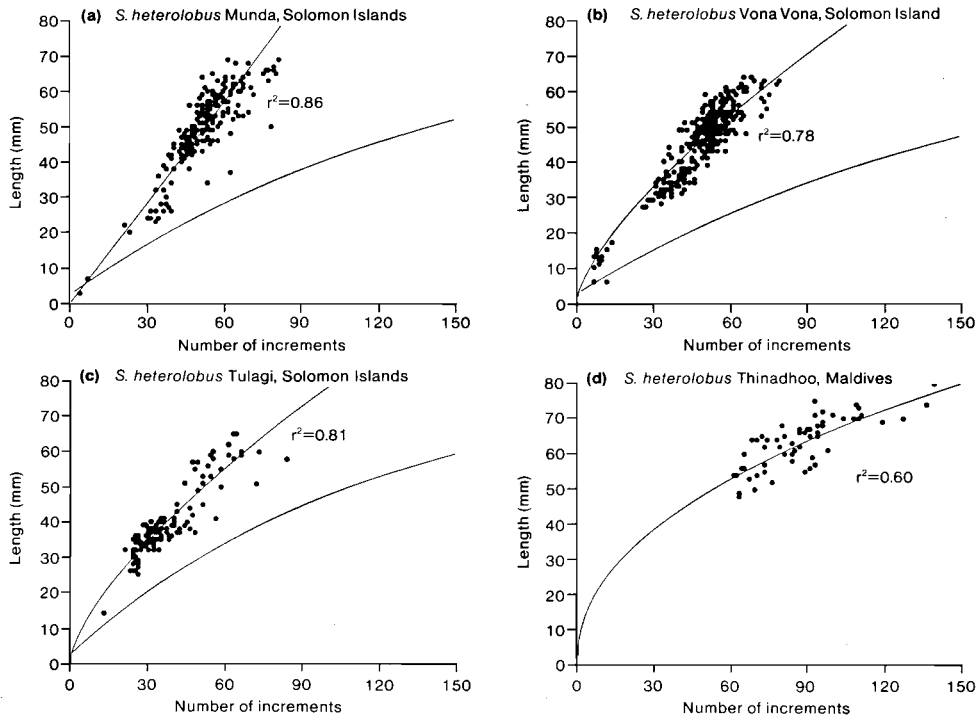 (a) S. heterolobus Munda, Solomon Islands
80
70
60
50
40
30
20
10
0
Length (mm)
r²=0.86
0 30 60 90 120 150
Number of increments
(b) S. heterolobus Vona Vona, Solomon Island
80
70
60
50
40
30
20
10
0
Length (mm)
r²=0.78
0 30 60 90 120 150
Number of increments
(c) S. heterolobus Tulagi, Solomon Islands
80
70
60
50
40
30
20
10
0
Length (mm)
r²=0.81
0 30 60 90 120 150
Number of increments
(d) S. heterolobus Thinadhoo, Maldives
80
70
60
50
40
30
20
10
0
Length (mm)
r²=0.60
0 30 60 90 120 150
Number of increments